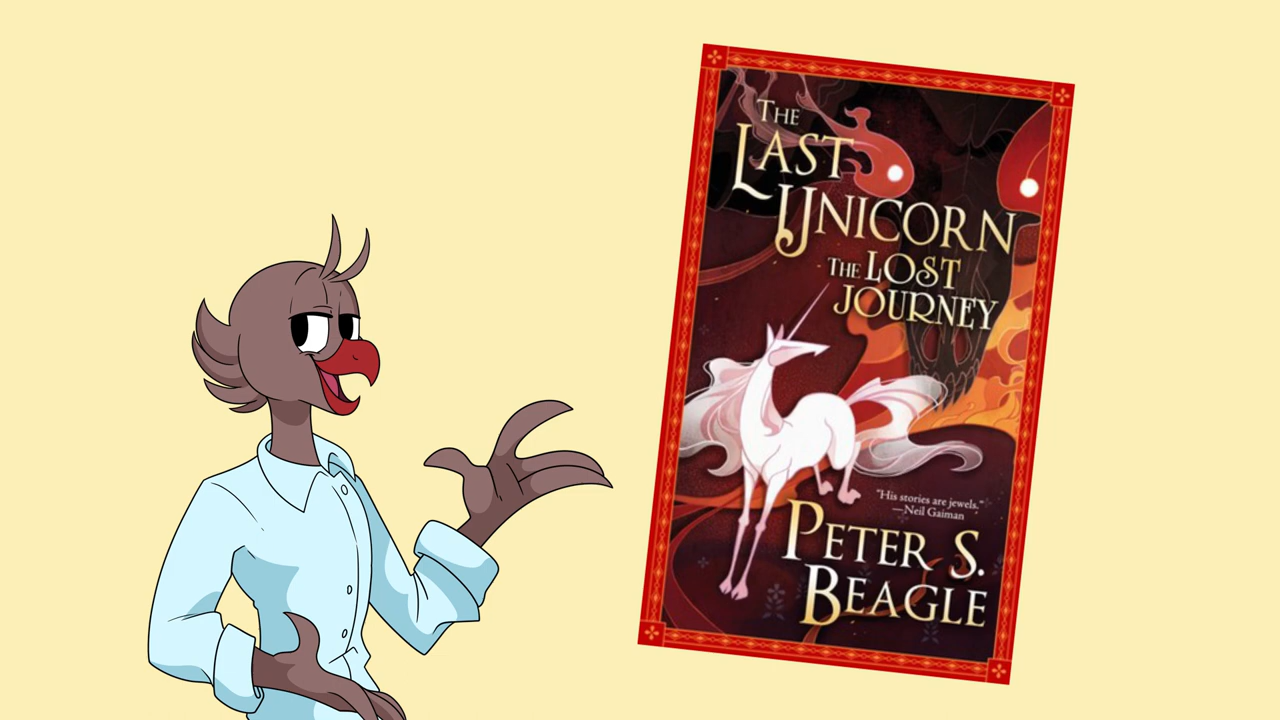 The
Last
Unicorn
The Lost
Journey
"His stories are jewels."
—Neil Gaiman
Peter S.
Beagle